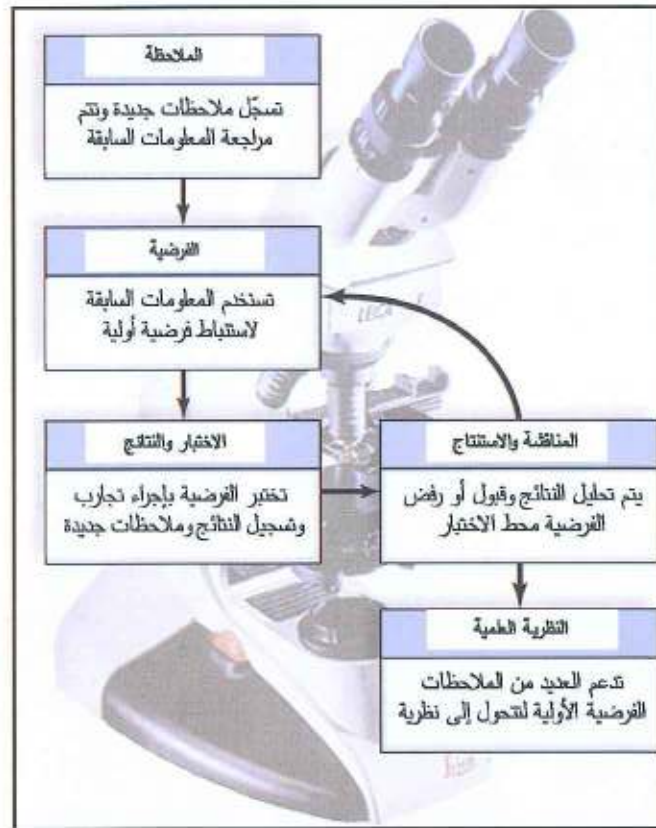 الملاحظة
تسجّل ملاحظات جديدة وتتم
مراجعة المعلومات السابقة
الفرضية
تستخدم المعلومات السابقة
لاستنباط فرضية أولية
الاختبار والنتائج
تختبر الفرضية بإجراء تجارب
وتسجيل النتائج وملاحظات جديدة
المناقشة والاستنتاج
يتم تحليل النتائج وقبول أو رفض
الفرضية محط الاختبار
النظرية العلمية
تدعم العديد من الملاحظات
الفرضية الأولية لتتحول إلى نظرية
LEICA